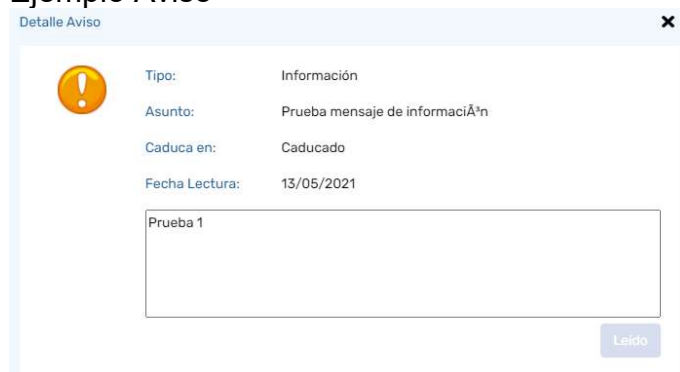 Ejemplo Aviso
Detalle Aviso
Tipo: Información
Asunto: Prueba mensaje de informaciÃ³n
Caduca en: Caducado
Fecha Lectura: 13/05/2021
Prueba 1
Leído